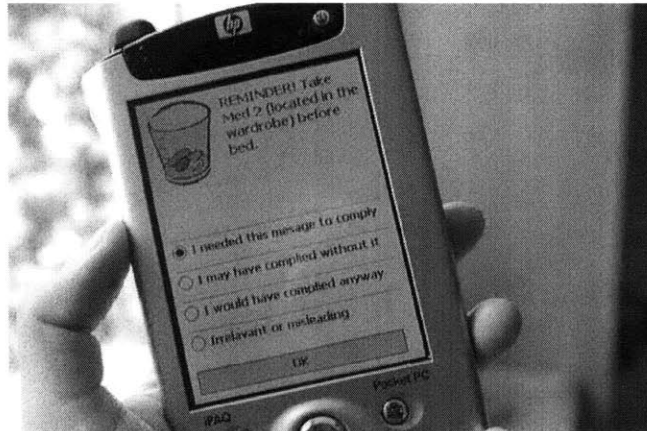 hp
REMINDER! Take
Med 2 (located in the
wardrobe) before
bed.
I needed this mesage to comply
I may have complied without it
I would have complied anyway
Irrelavant or misleading
OK
iPAQ
Pocket PC